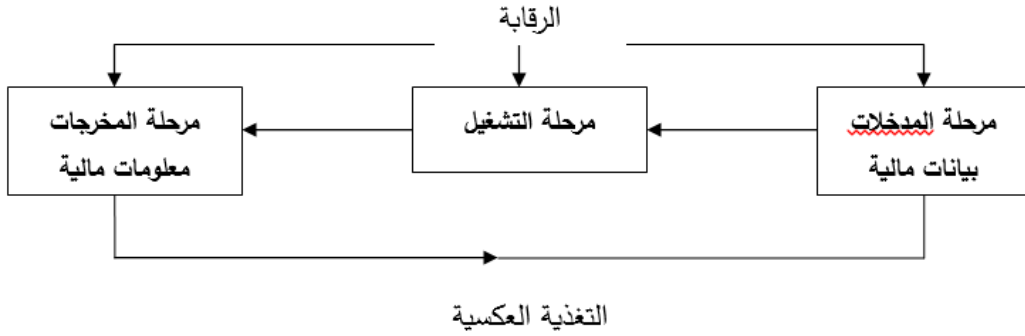 الرقابة
مرحلة المدخلات
بيانات مالية
مرحلة التشغيل
مرحلة المخرجات
معلومات مالية
التغذية العكسية